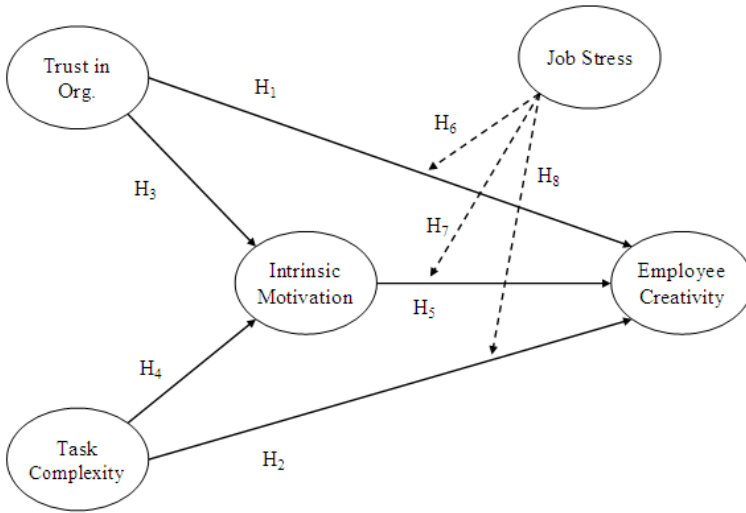 Trust in
Org.
Job Stress
H₁
H₆
H₃
H₈
H₇
Intrinsic
Motivation
Employee
Creativity
H₅
H₄
Task
Complexity
H₂